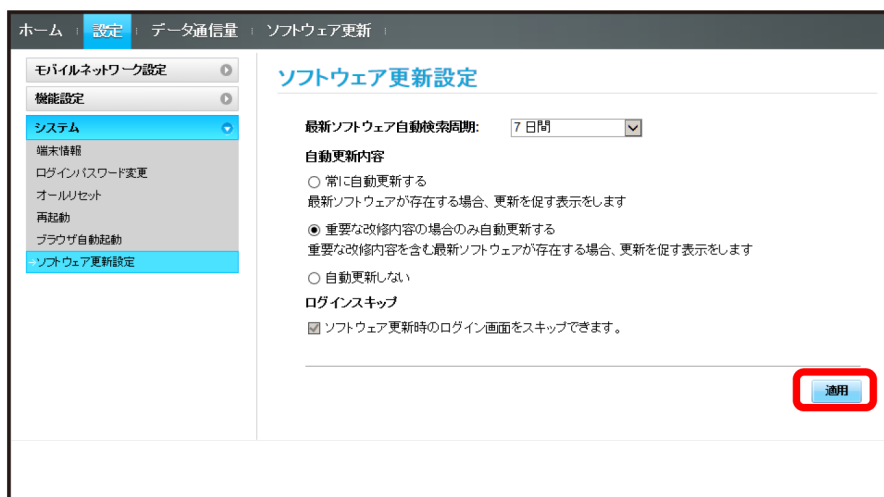 ホーム 設定 データ通信量 ソフトウェア更新
モバイルネットワーク設定
機能設定
システム
端末情報
ログインパスワード変更
オールリセット
再起動
ブラウザ自動起動
ソフトウェア更新設定
ソフトウェア更新設定
最新ソフトウェア自動検索周期: 7 日間
自動更新内容
常に自動更新する
最新ソフトウェアが存在する場合、更新を促す表示をします
重要な改修内容の場合のみ自動更新する
重要な改修内容を含む最新ソフトウェアが存在する場合、更新を促す表示をします
自動更新しない
ログインスキップ
ソフトウェア更新時のログイン画面をスキップできます。
適用